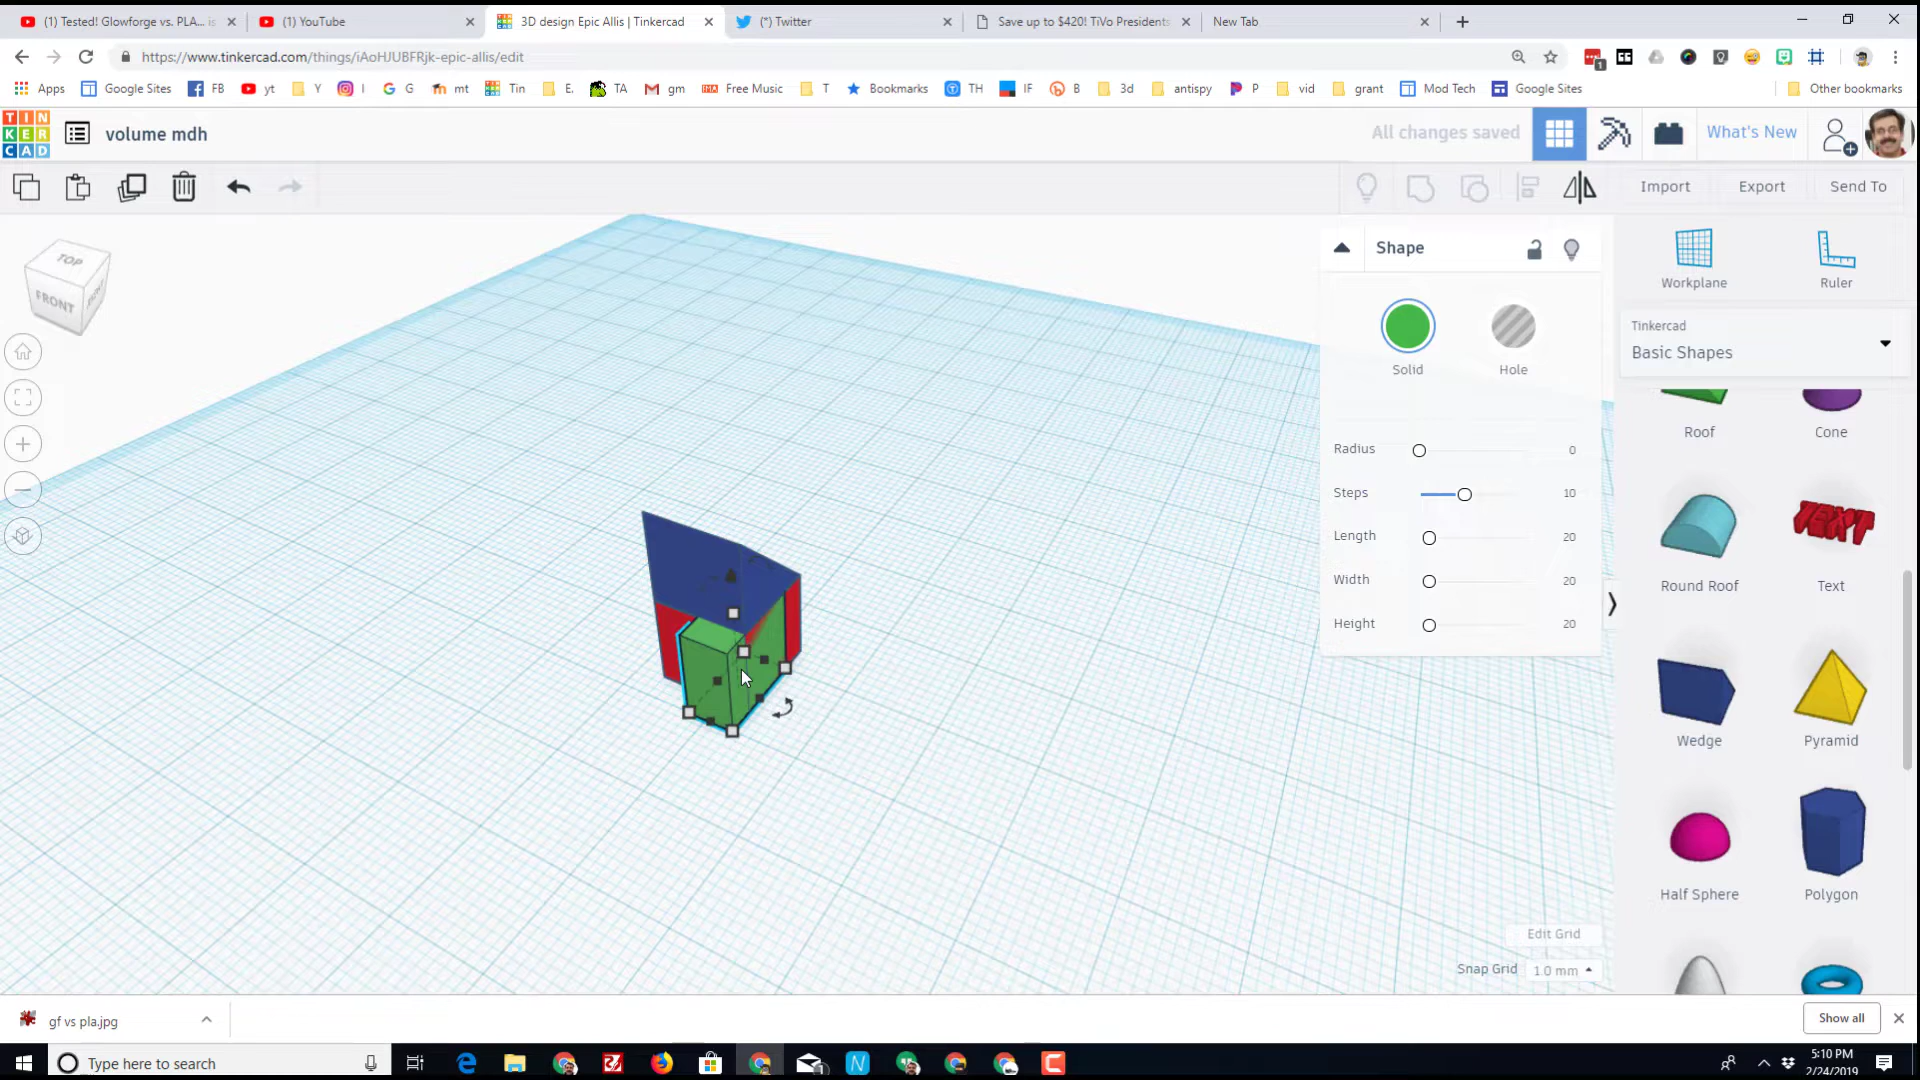 (1) Tested! Glowforge vs. PLA... is
(1) YouTube
3D design Epic Allis | Tinkercad
(*) Twitter
Save up to $420! TiVo Presidents
New Tab
https://www.tinkercad.com/things/iAoHJUBFRjk-epic-allis/edit
Apps
Google Sites
FB
yt
Y
I
G
mt
Tin
E.
TA
gm
Free Music
T
Bookmarks
TH
IF
B
3d
antispy
P
vid
grant
Mod Tech
Google Sites
Other bookmarks
TIN
KER
CAD
volume mdh
All changes saved
What's New
Import
Export
Send To
TOP
FRONT
Shape
Solid
Hole
Radius 0
Steps 10
Length 20
Width 20
Height 20
Workplane
Ruler
Tinkercad
Basic Shapes
Roof
Cone
Round Roof
TEXT
Text
Wedge
Pyramid
Half Sphere
Polygon
Edit Grid
Snap Grid 1.0 mm
gf vs pla.jpg
Show all
Type here to search
5:10 PM
2/24/2019